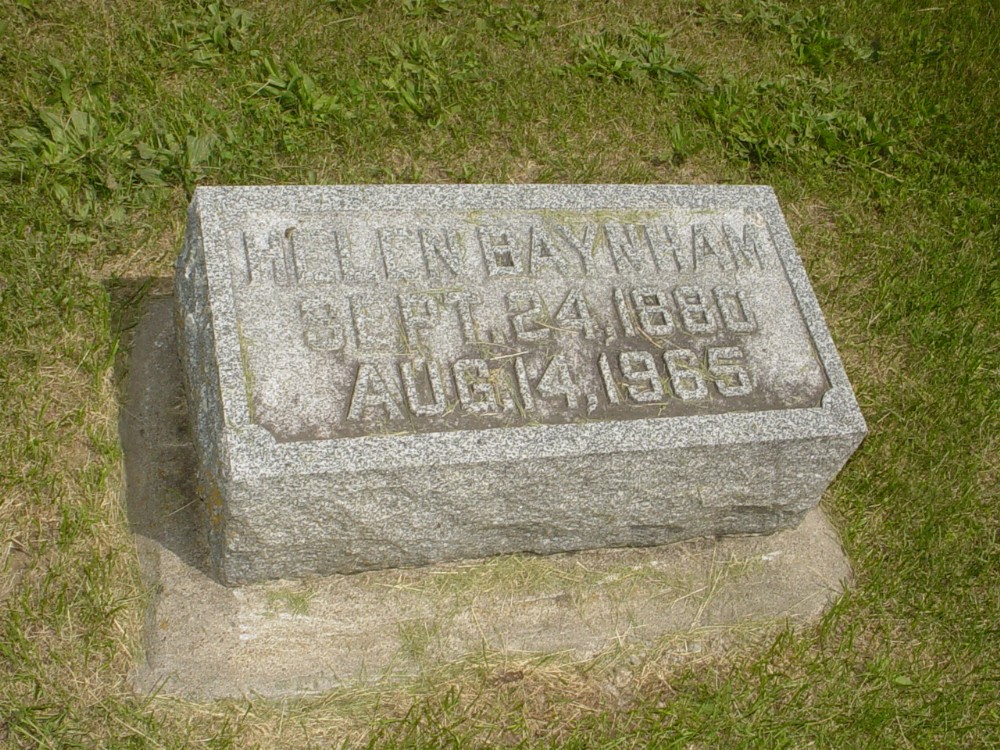 HELEN BAYNHAM
SEPT. 24, 1880
AUG. 14, 1965